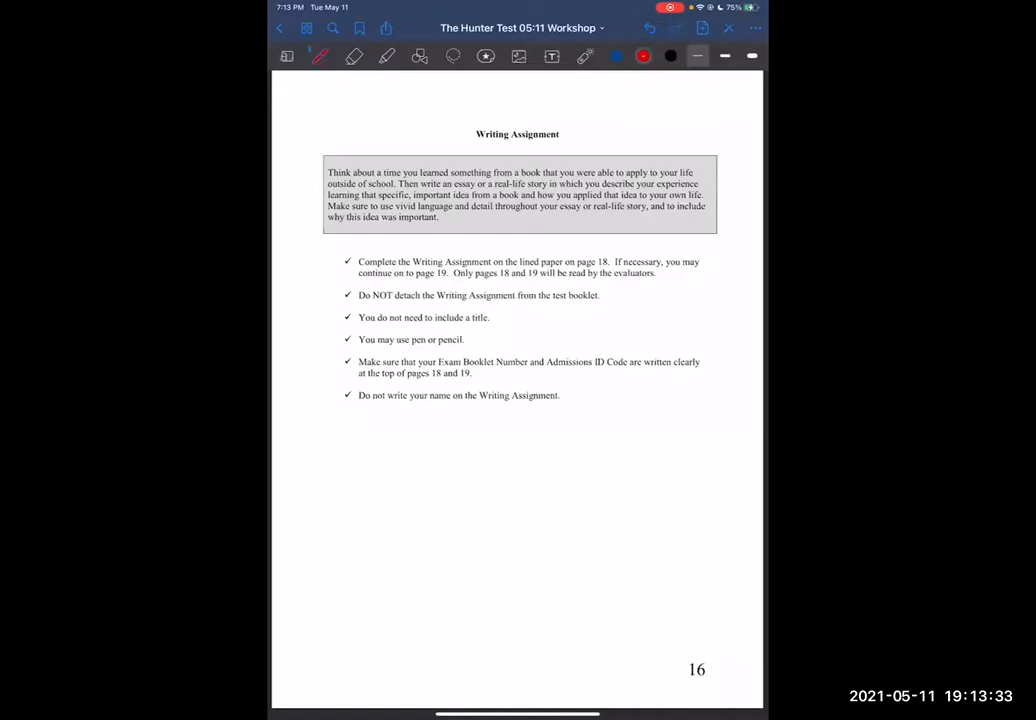 7:13 PM Tue May 11
75%
The Hunter Test 05:11 Workshop
Writing Assignment
Think about a time you learned something from a book that you were able to apply to your life
outside of school. Then write an essay or a real-life story in which you describe your experience
learning that specific, important idea from a book and how you applied that idea to your own life.
Make sure to use vivid language and detail throughout your essay or real-life story, and to include
why this idea was important.
✓ Complete the Writing Assignment on the lined paper on page 18. If necessary, you may
continue on to page 19. Only pages 18 and 19 will be read by the evaluators.
✓ Do NOT detach the Writing Assignment from the test booklet.
✓ You do not need to include a title.
✓ You may use pen or pencil.
✓ Make sure that your Exam Booklet Number and Admissions ID Code are written clearly
at the top of pages 18 and 19.
✓ Do not write your name on the Writing Assignment.
16
2021-05-11 19:13:33